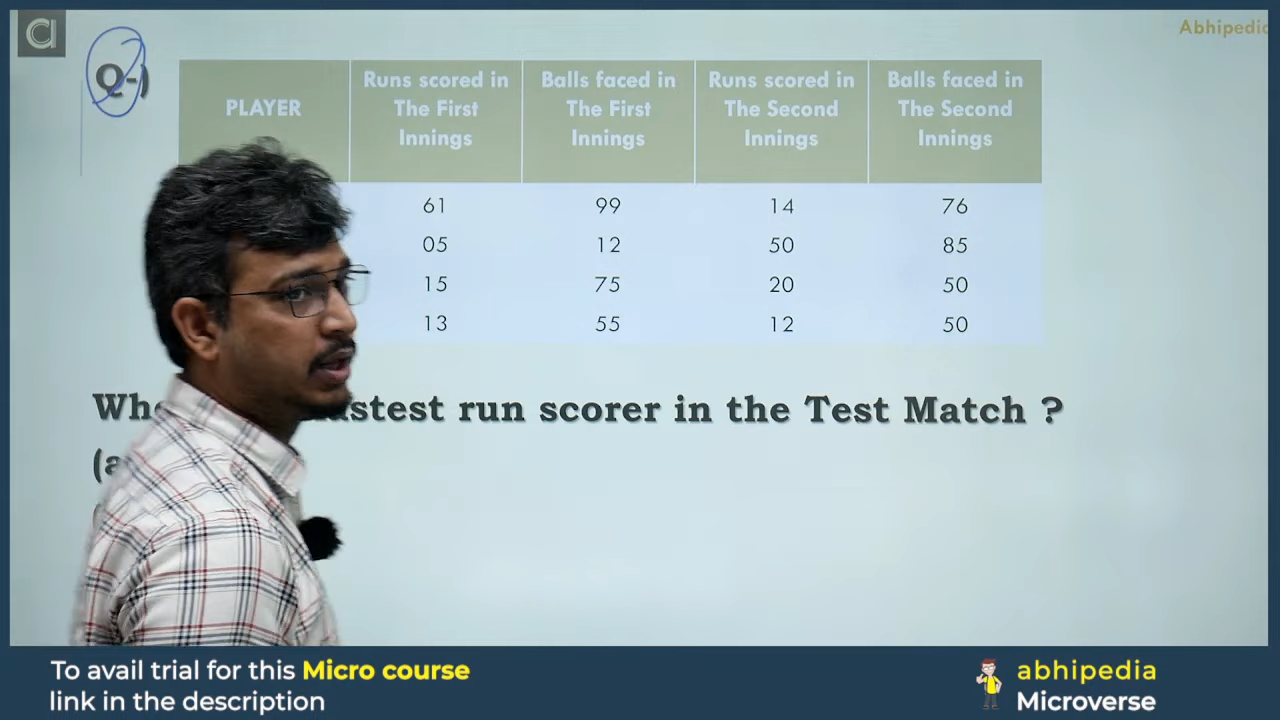 Abhipedia
Q-)
PLAYER
Runs scored in The First Innings
Balls faced in The First Innings
Runs scored in The Second Innings
Balls faced in The Second Innings
61 99 14 76
05 12 50 85
15 75 20 50
13 55 12 50
run scorer in the Test Match ?
(a
To avail trial for this Micro course
link in the description
abhipedia
Microverse